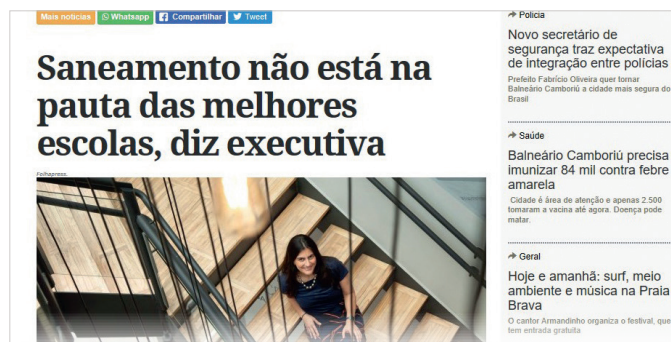 Mais notícias
Whatsapp
Compartilhar
Tweet
Saneamento não está na
pauta das melhores
escolas, diz executiva
Folhapress.
Polícia
Novo secretário de
segurança traz expectativa
de integração entre polícias
Prefeito Fabrício Oliveira quer tornar
Balneário Camboriú a cidade mais segura do
Brasil
Saúde
Balneário Camboriú precisa
imunizar 84 mil contra febre
amarela
Cidade é área de atenção e apenas 2.500
tomaram a vacina até agora. Doença pode
matar.
Geral
Hoje e amanhã: surf, meio
ambiente e música na Praia
Brava
O cantor Armandinho organiza o festival, que
tem entrada gratuita